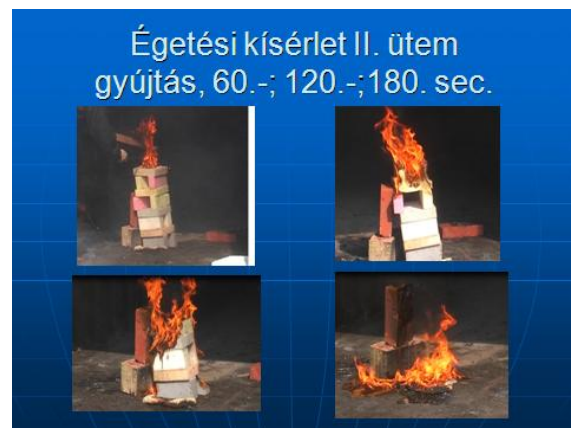 Égetési kísérlet II. ütem
gyújtás, 60.-; 120.-;180. sec.